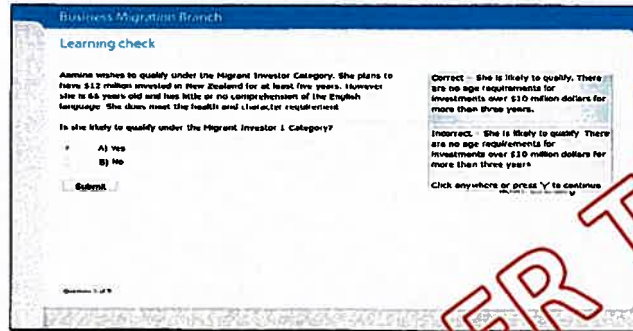 Business Migration Branch
Learning check
Aamina wishes to qualify under the Migrant Investor Category. She plans to
have $12 million invested in New Zealand for at least five years. However
she is 66 years old and has little or no comprehension of the English
language. She does meet the health and character requirement
Is she likely to qualify under the Migrant Investor 1 Category?
A) Yes
B) No
Submit
Correct - She is likely to qualify. There
are no age requirements for
investments over $10 million dollars for
more than three years.
Incorrect. - She is likely to qualify There
are no age requirements for
investments over $10 million dollars for
more than three years
Click anywhere or press 'y' to continue
Question 1 of 9
ER T